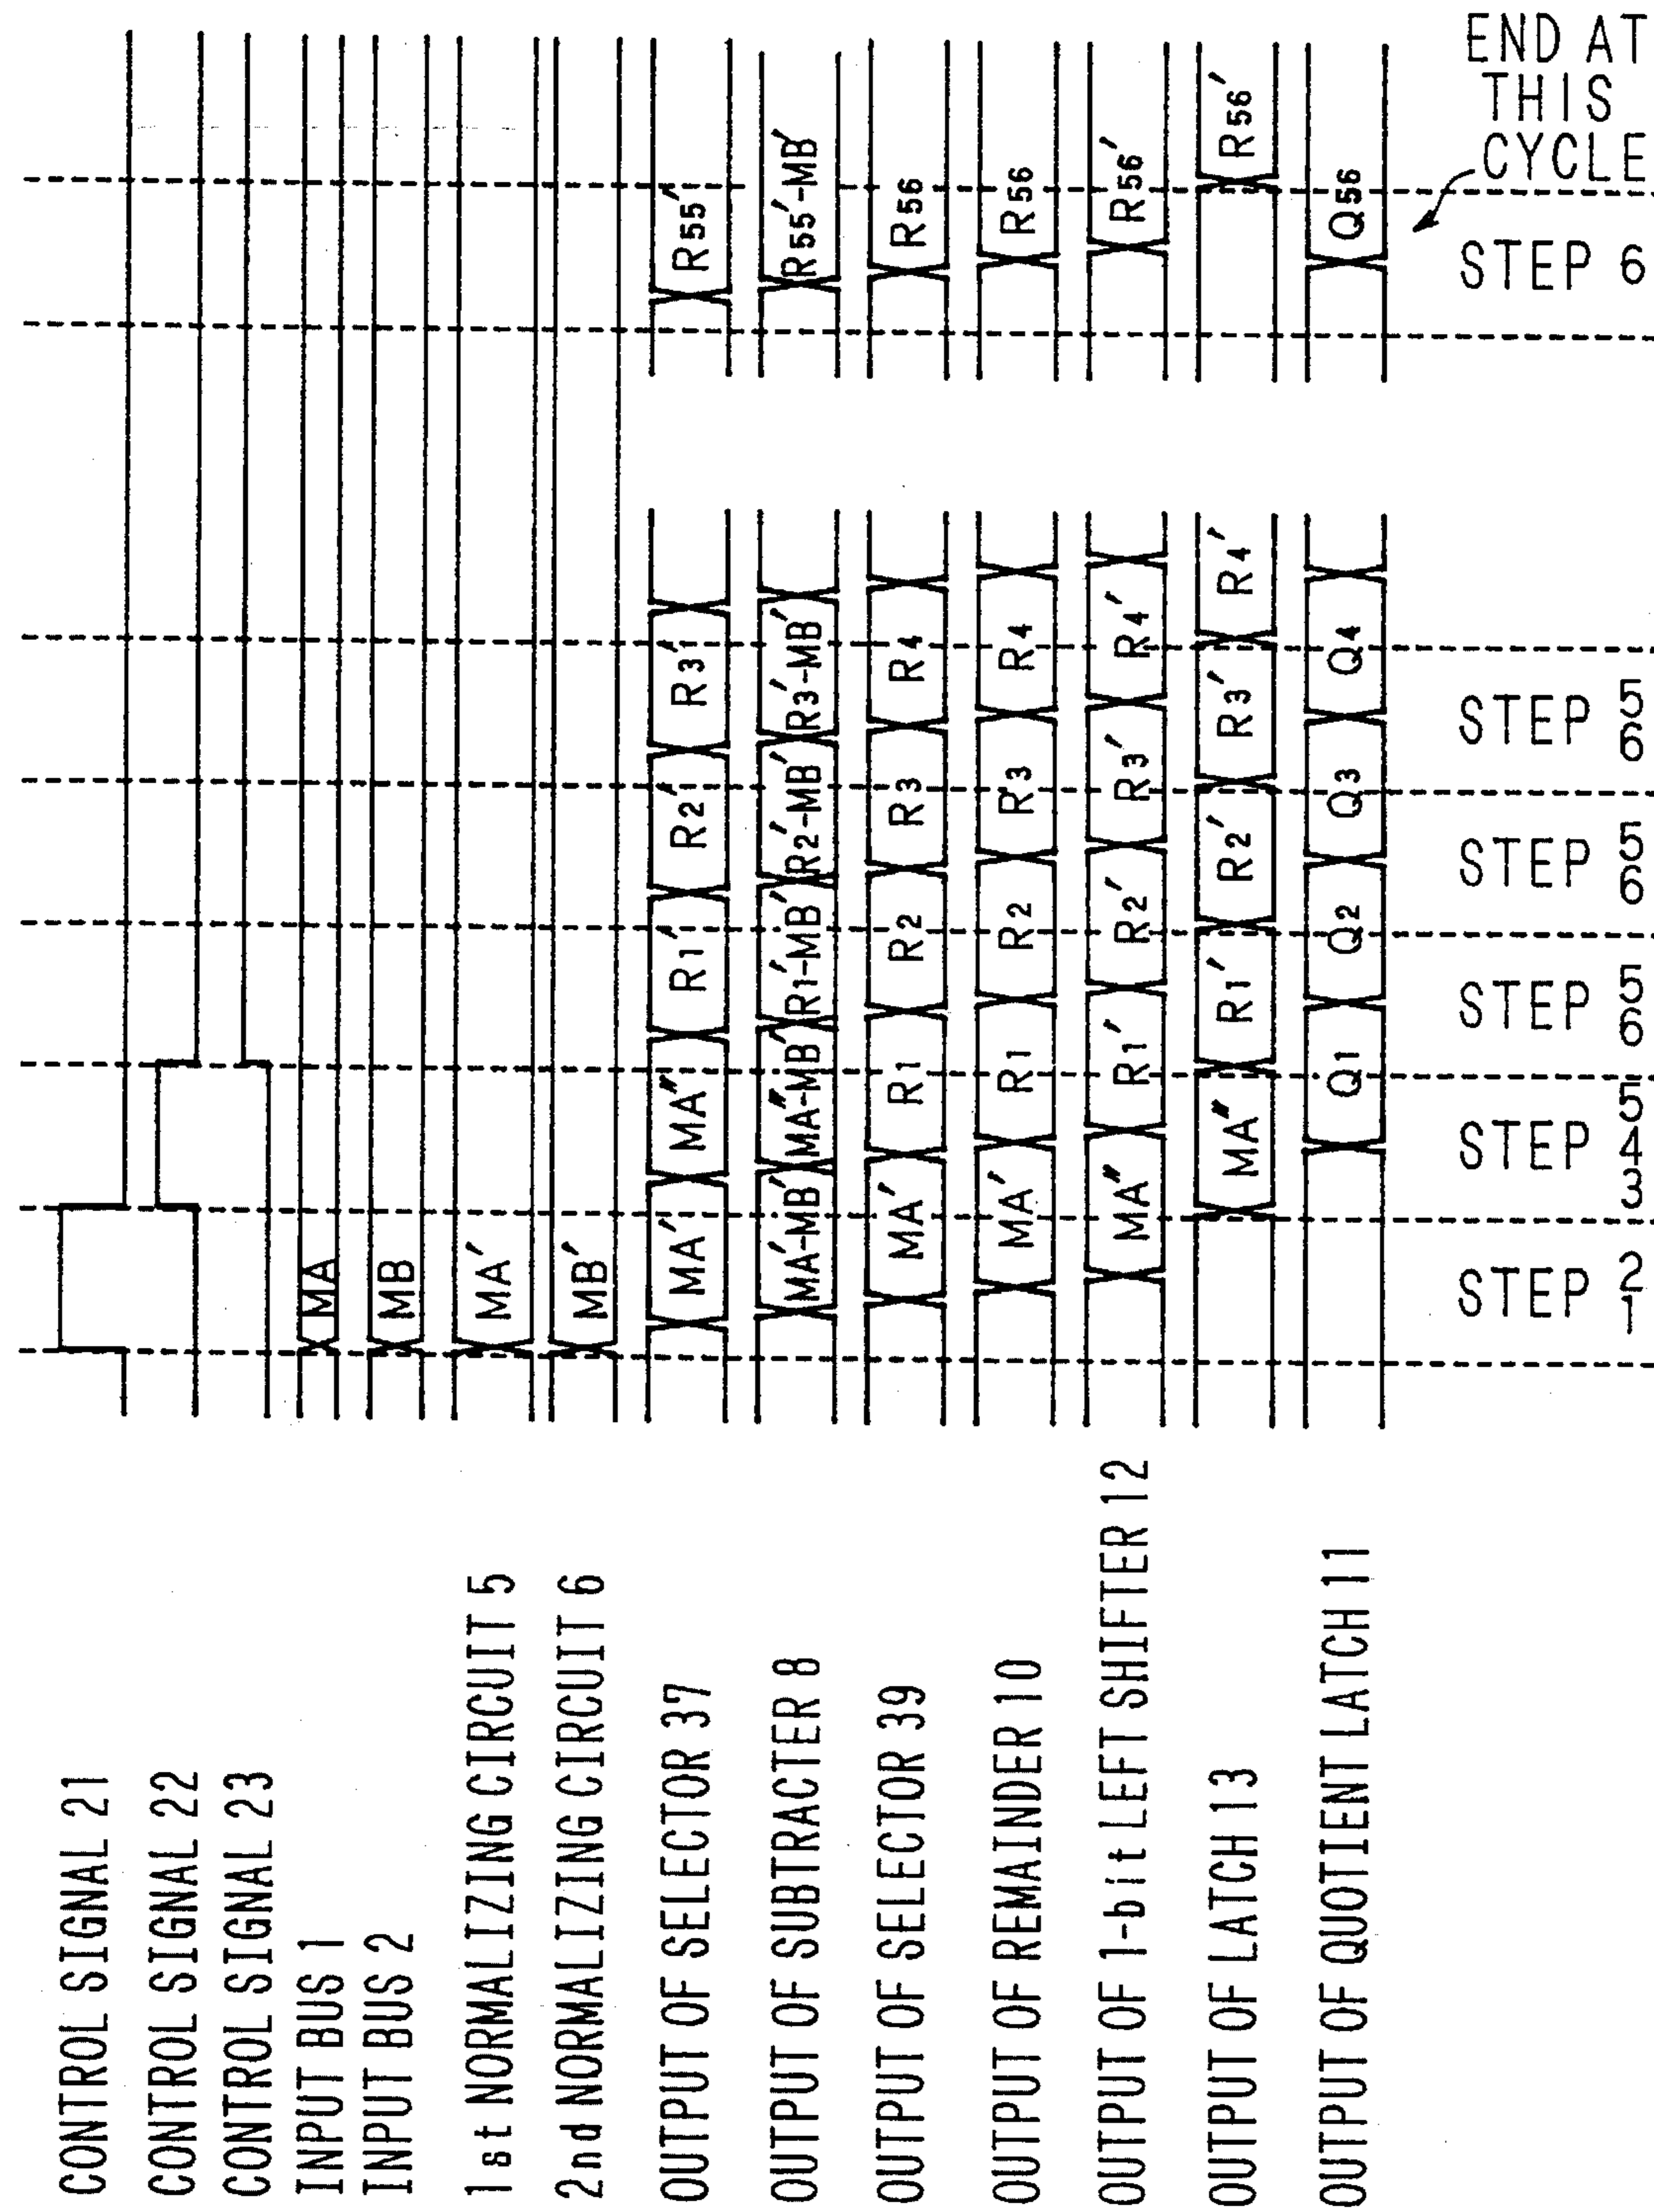 CONTROL SIGNAL 21
CONTROL SIGNAL 22
CONTROL SIGNAL 23
INPUT BUS 1 MA
INPUT BUS 2 MB
1st NORMALIZING CIRCUIT 5 MA′
2nd NORMALIZING CIRCUIT 6 MB′
OUTPUT OF SELECTOR 37 MA′ MA″ R1′ R2′ R3′ R55′
OUTPUT OF SUBTRACTER 8 MA′-MB′ MA″-MB′ R1′-MB′ R2′-MB′ R3′-MB′ R55′-MB′
OUTPUT OF SELECTOR 39 MA′ R1 R2 R3 R4 R56
OUTPUT OF REMAINDER 10 MA′ R1 R2 R3 R4 R56
OUTPUT OF 1-bit LEFT SHIFTER 12 MA″ R1′ R2′ R3′ R4′ R56′
OUTPUT OF LATCH 13 MA″ R1′ R2′ R3′ R4′ R56′
OUTPUT OF QUOTIENT LATCH 11 Q1 Q2 Q3 Q4 Q56
STEP 1 2
STEP 3 4 5
STEP 6 5
STEP 6 5
STEP 6 5
STEP 6
END AT
THIS
CYCLE